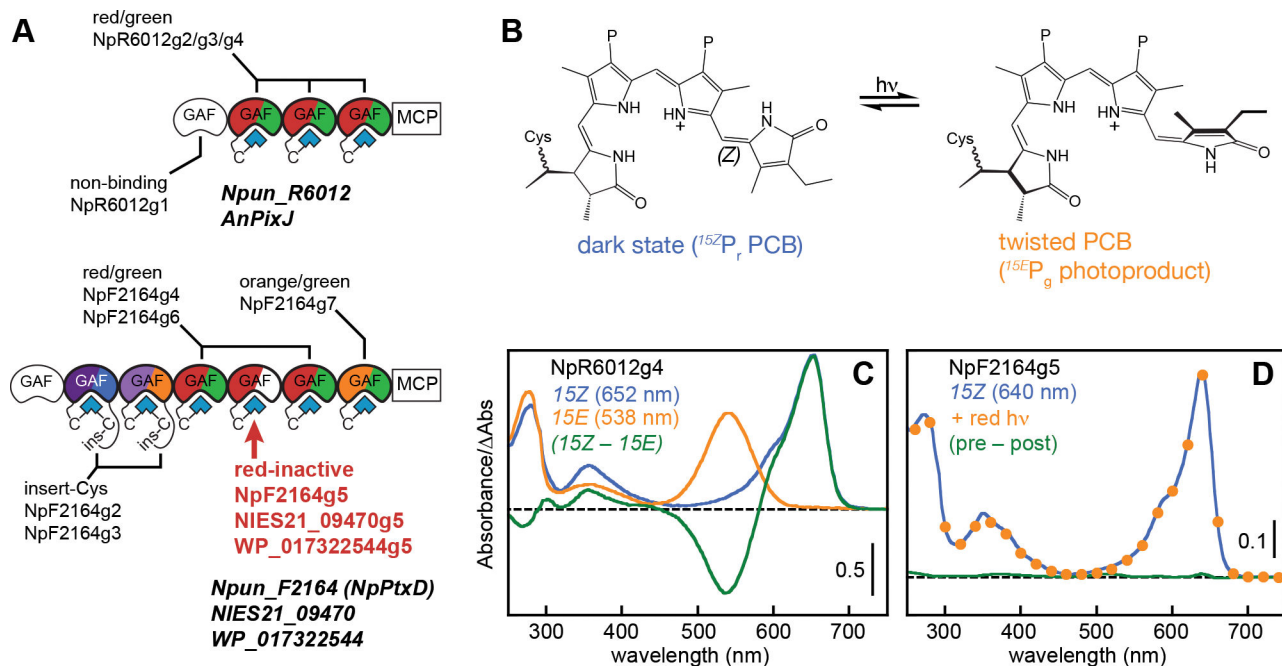 A
red/green
NpR6012g2/g3/g4
GAF
GAF
GAF
GAF
MCP
C
C
C
non-binding
NpR6012g1
Npun_R6012
AnPixJ
red/green
NpF2164g4
NpF2164g6
orange/green
NpF2164g7
GAF
GAF
GAF
GAF
GAF
GAF
GAF
MCP
C
C
C
C
C
C
ins-C
ins-C
insert-Cys
NpF2164g2
NpF2164g3
red-inactive
NpF2164g5
NIES21_09470g5
WP_017322544g5
Npun_F2164 (NpPtxD)
NIES21_09470
WP_017322544
B
P
P
NH
HN
+
HN
O
(Z)
Cys
NH
O
dark state (15ZPr PCB)
hν
P
P
NH
HN
+
N
H
O
Cys
NH
O
twisted PCB
(15EPg photoproduct)
C
NpR6012g4
15Z (652 nm)
15E (538 nm)
(15Z – 15E)
0.5
Absorbance/ΔAbs
300
400
500
600
700
wavelength (nm)
D
NpF2164g5
15Z (640 nm)
+ red hν
(pre – post)
0.1
300
400
500
600
700
wavelength (nm)